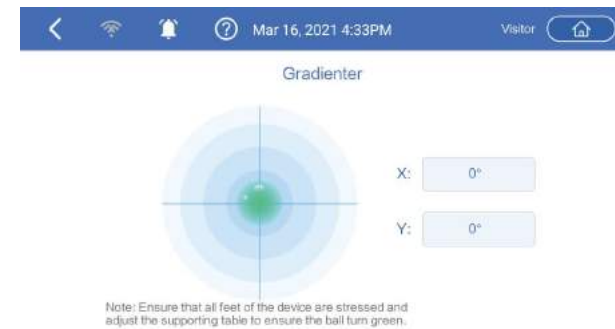 Mar 16, 2021 4:33PM
Visitor
Gradienter
X: 0°
Y: 0°
Note: Ensure that all feet of the device are stressed and
adjust the supporting table to ensure the ball turn green.